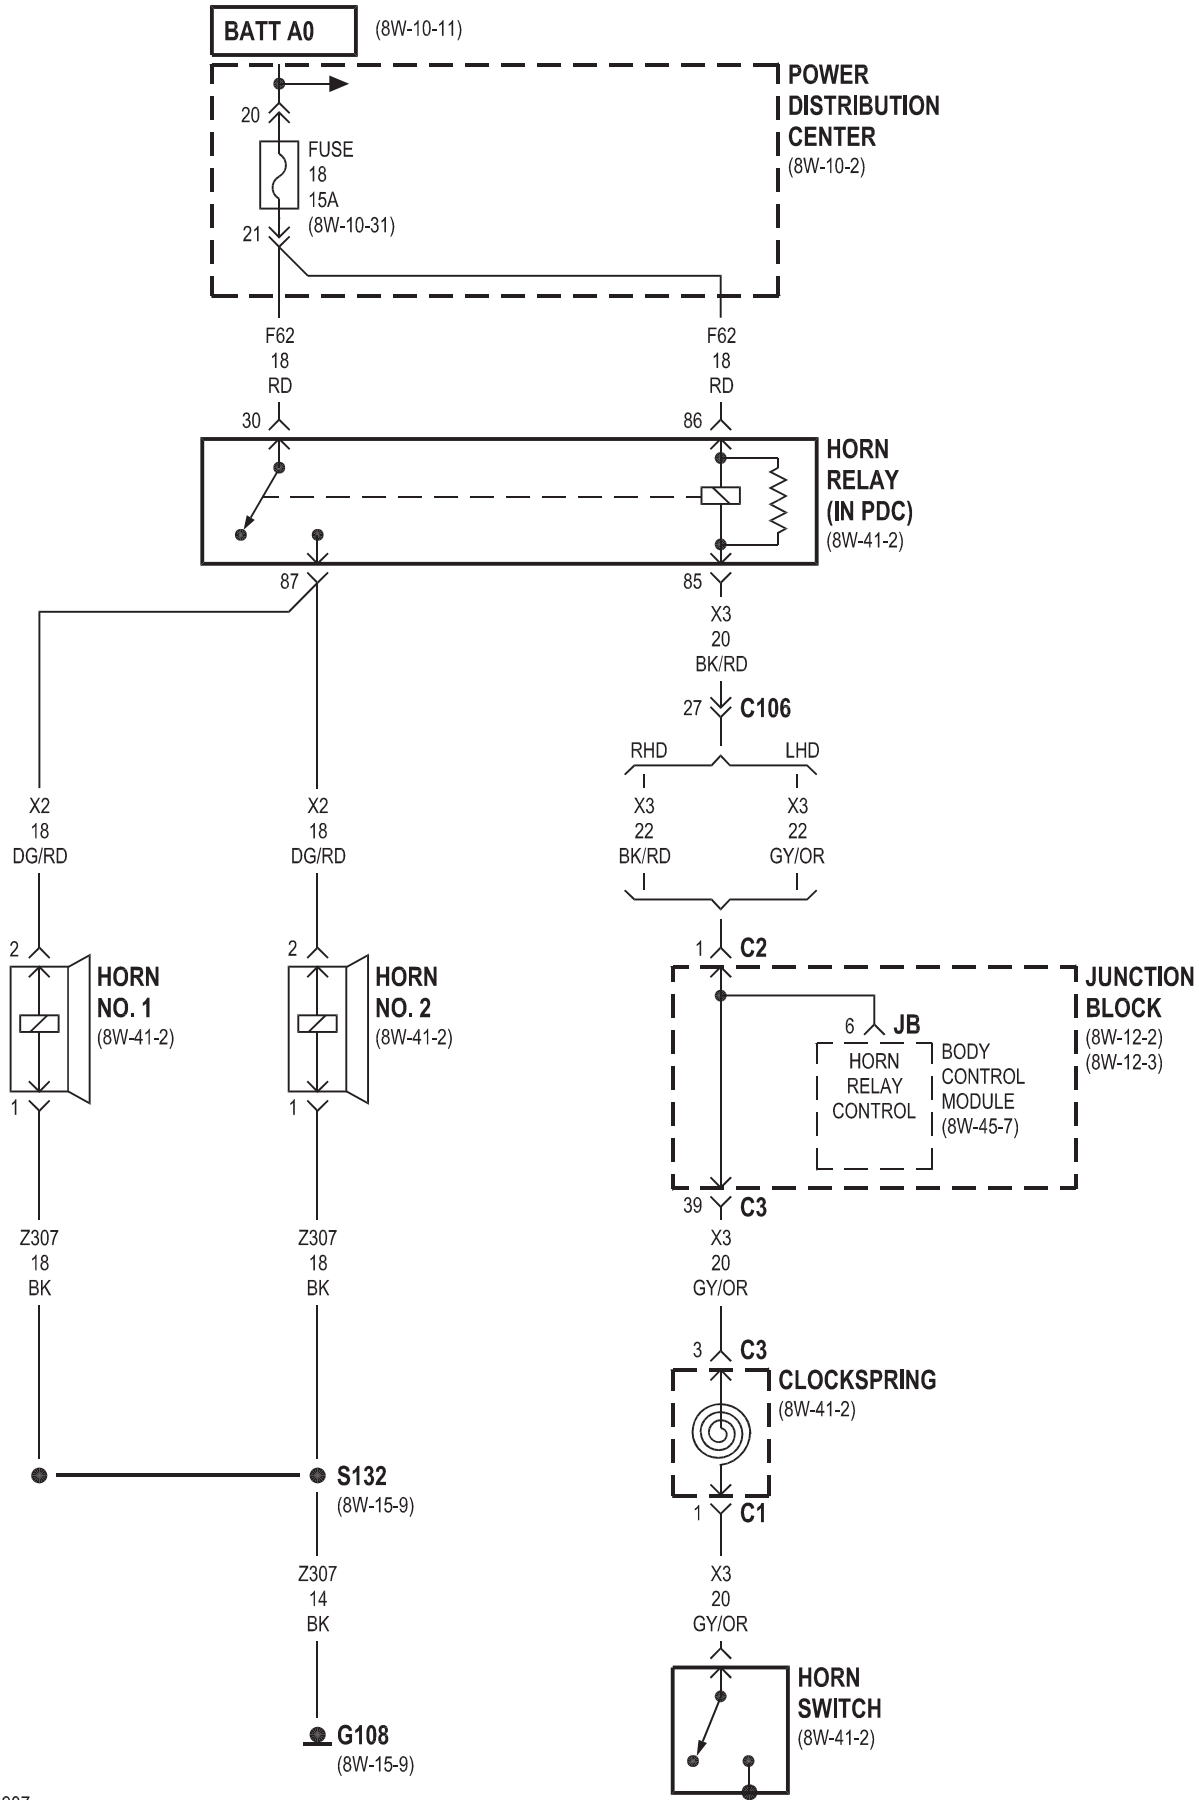 BATT A0
(8W-10-11)
POWER
DISTRIBUTION
CENTER
(8W-10-2)
20
FUSE
18
15A
(8W-10-31)
21
F62
18
RD
F62
18
RD
30
86
HORN
RELAY
(IN PDC)
(8W-41-2)
87
85
X3
20
BK/RD
27
C106
RHD
LHD
X2
18
DG/RD
X2
18
DG/RD
X3
22
BK/RD
X3
22
GY/OR
2
HORN
NO. 1
(8W-41-2)
1
2
HORN
NO. 2
(8W-41-2)
1
1
C2
JUNCTION
BLOCK
(8W-12-2)
(8W-12-3)
6
JB
HORN
RELAY
CONTROL
BODY
CONTROL
MODULE
(8W-45-7)
39
C3
Z307
18
BK
Z307
18
BK
X3
20
GY/OR
3
C3
CLOCKSPRING
(8W-41-2)
1
C1
S132
(8W-15-9)
Z307
14
BK
X3
20
GY/OR
G108
(8W-15-9)
HORN
SWITCH
(8W-41-2)